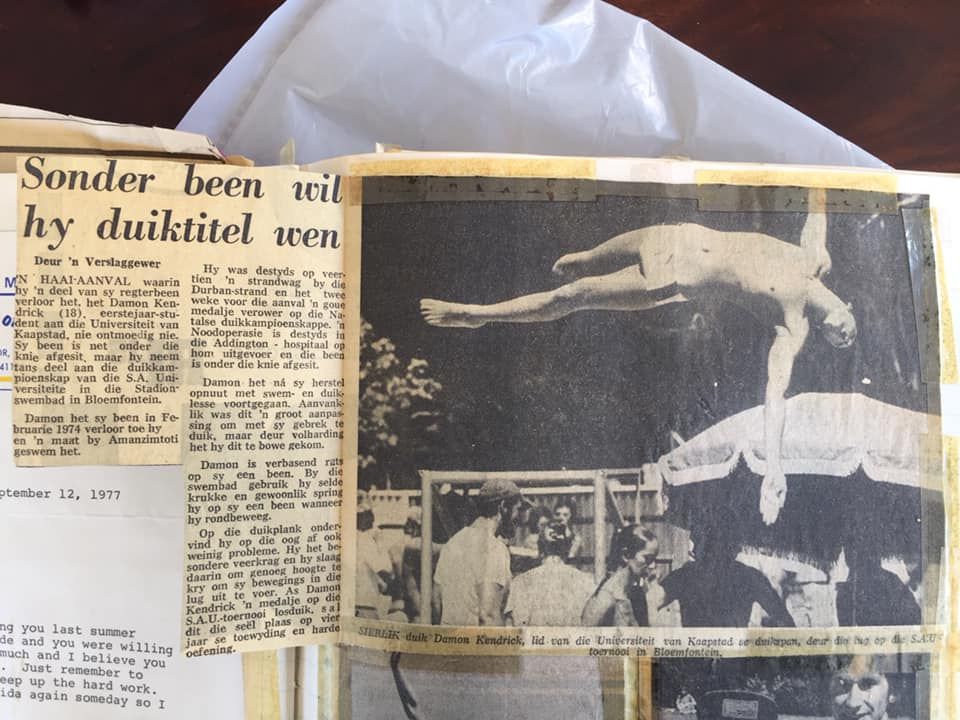 Sonder been wil
hy duiktitel wen
Deur 'n Verslaggewer
'N HAAI-AANVAL waarin
hy 'n deel van sy regterbeen
verloor het, het Damon Ken-
drick (18), eerstejaar-stu-
dent aan die Universiteit van
Kaapstad, nie ontmoedig nie.
Sy been is net onder die
knie afgesit, maar hy neem
tans deel aan die duikkam-
pioenskap van die S.A. Uni-
versiteite in die Stadion-
swembad in Bloemfontein.
Damon het sy been in Fe-
bruarie 1974 verloor toe hy
en 'n maat by Amanzimtoti
geswem het.
Hy was destyds op veer-
tien 'n strandwag by die
Durban-strand en het twee
weke voor die aanval 'n goue
medalje verower op die Na-
talse duikkampioenskappe. 'n
Noodoperasie is destyds in
die Addington - hospitaal op
hom uitgevoer en die been
is onder die knie afgesit.
Damon het ná sy herstel
opnuut met swem- en duik-
lesse voortgegaan. Aanvank-
lik was dit 'n groot aanpas-
sing om met sy gebrek te
duik, maar deur volharding
het hy dit te bowe gekom.
Damon is verbasend rats
op sy een been. By die
swembad gebruik hy selde
krukke en gewoonlik spring
hy op sy een been wanneer
hy rondbeweeg.
Op die duikplank onder-
vind hy op die oog af ook
weinig probleme. Hy het be-
sondere veerkrag en hy slaag
daarin om genoeg hoogte te
kry om sy bewegings in die
lug uit te voer. As Damon
Kendrick 'n medalje op die
S.A.U.-toernooi losduik, sal
dit die seël plaas op vier
jaar se toewyding en harde
oefening.
SIERLIK duik Damon Kendrick, lid van die Universiteit van Kaapstad se duikspan, deur die lug op die S.A.U.-
toernooi in Bloemfontein.
M
OR,
411
ptember 12, 1977
ng you last summer
de and you were willing
much and I believe you
. Just remember to
eep up the hard work.
ida again someday so I